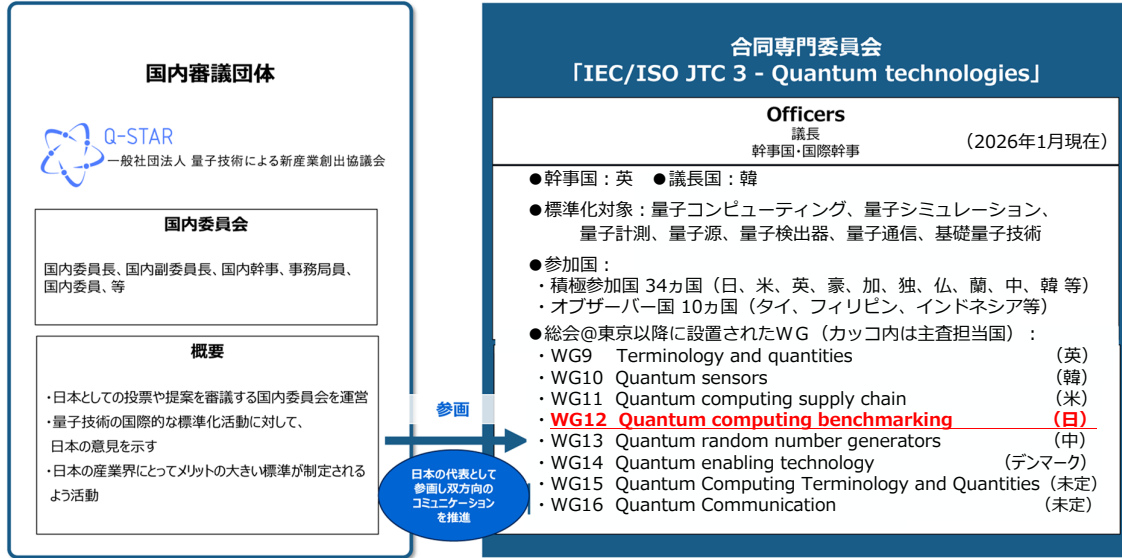 国内審議団体
Q-STAR
一般社団法人 量子技術による新産業創出協議会
国内委員会
国内委員長、国内副委員長、国内幹事、事務局員、
国内委員、等
概要
・日本としての投票や提案を審議する国内委員会を運営
・量子技術の国際的な標準化活動に対して、
日本の意見を示す
・日本の産業界にとってメリットの大きい標準が制定される
よう活動
参画
日本の代表として
参画し双方向の
コミュニケーション
を推進
合同専門委員会
「IEC/ISO JTC 3 - Quantum technologies」
Officers
議長
幹事国・国際幹事
（2026年1月現在）
●幹事国：英 ●議長国：韓
●標準化対象：量子コンピューティング、量子シミュレーション、
量子計測、量子源、量子検出器、量子通信、基礎量子技術
●参加国：
・積極参加国 34ヵ国（日、米、英、豪、加、独、仏、蘭、中、韓 等）
・オブザーバー国 10ヵ国（タイ、フィリピン、インドネシア等）
●総会@東京以降に設置されたＷＧ（カッコ内は主査担当国）：
・WG9 Terminology and quantities （英）
・WG10 Quantum sensors （韓）
・WG11 Quantum computing supply chain （米）
・WG12 Quantum computing benchmarking （日）
・WG13 Quantum random number generators （中）
・WG14 Quantum enabling technology （デンマーク）
・WG15 Quantum Computing Terminology and Quantities（未定）
・WG16 Quantum Communication （未定）